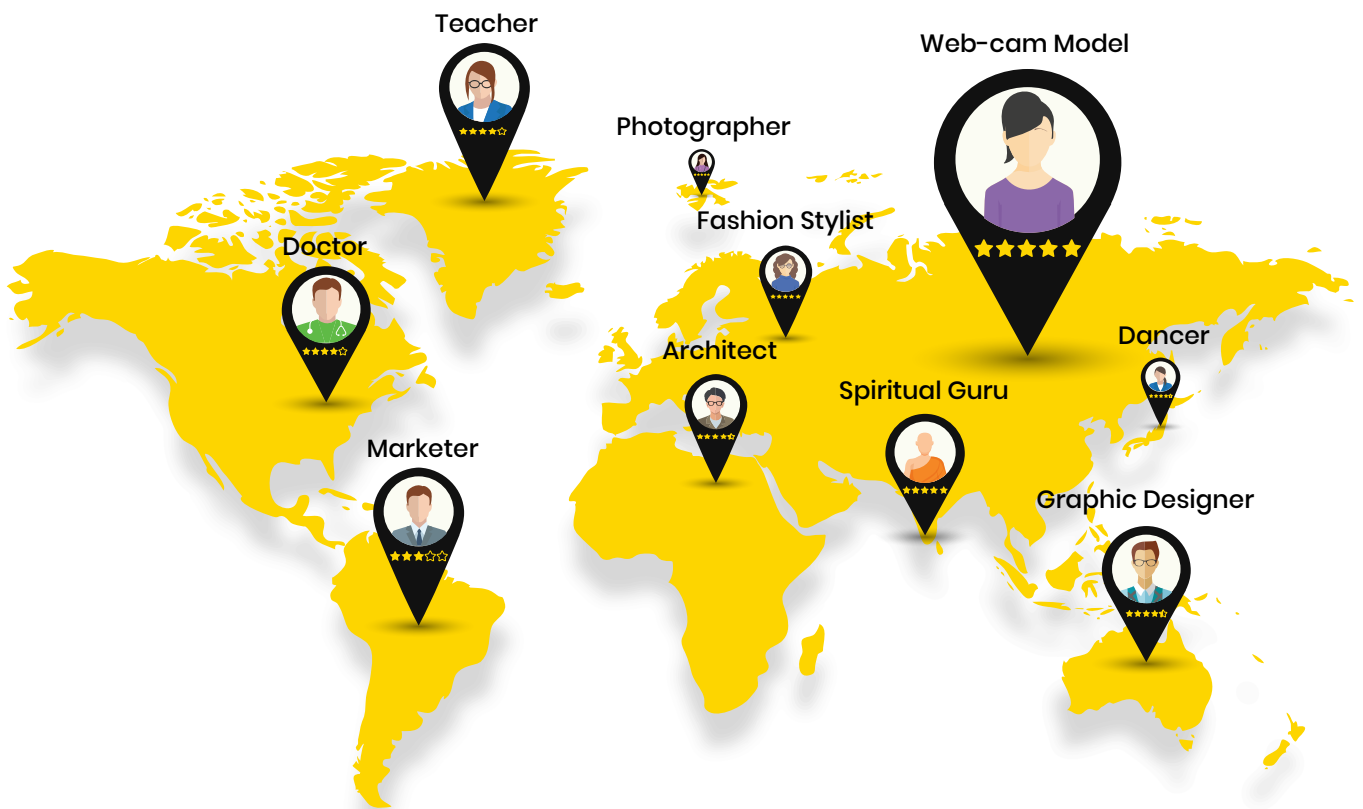 Teacher
Web-cam Model
Photographer
Fashion Stylist
Doctor
Dancer
Architect
Spiritual Guru
Marketer
Graphic Designer